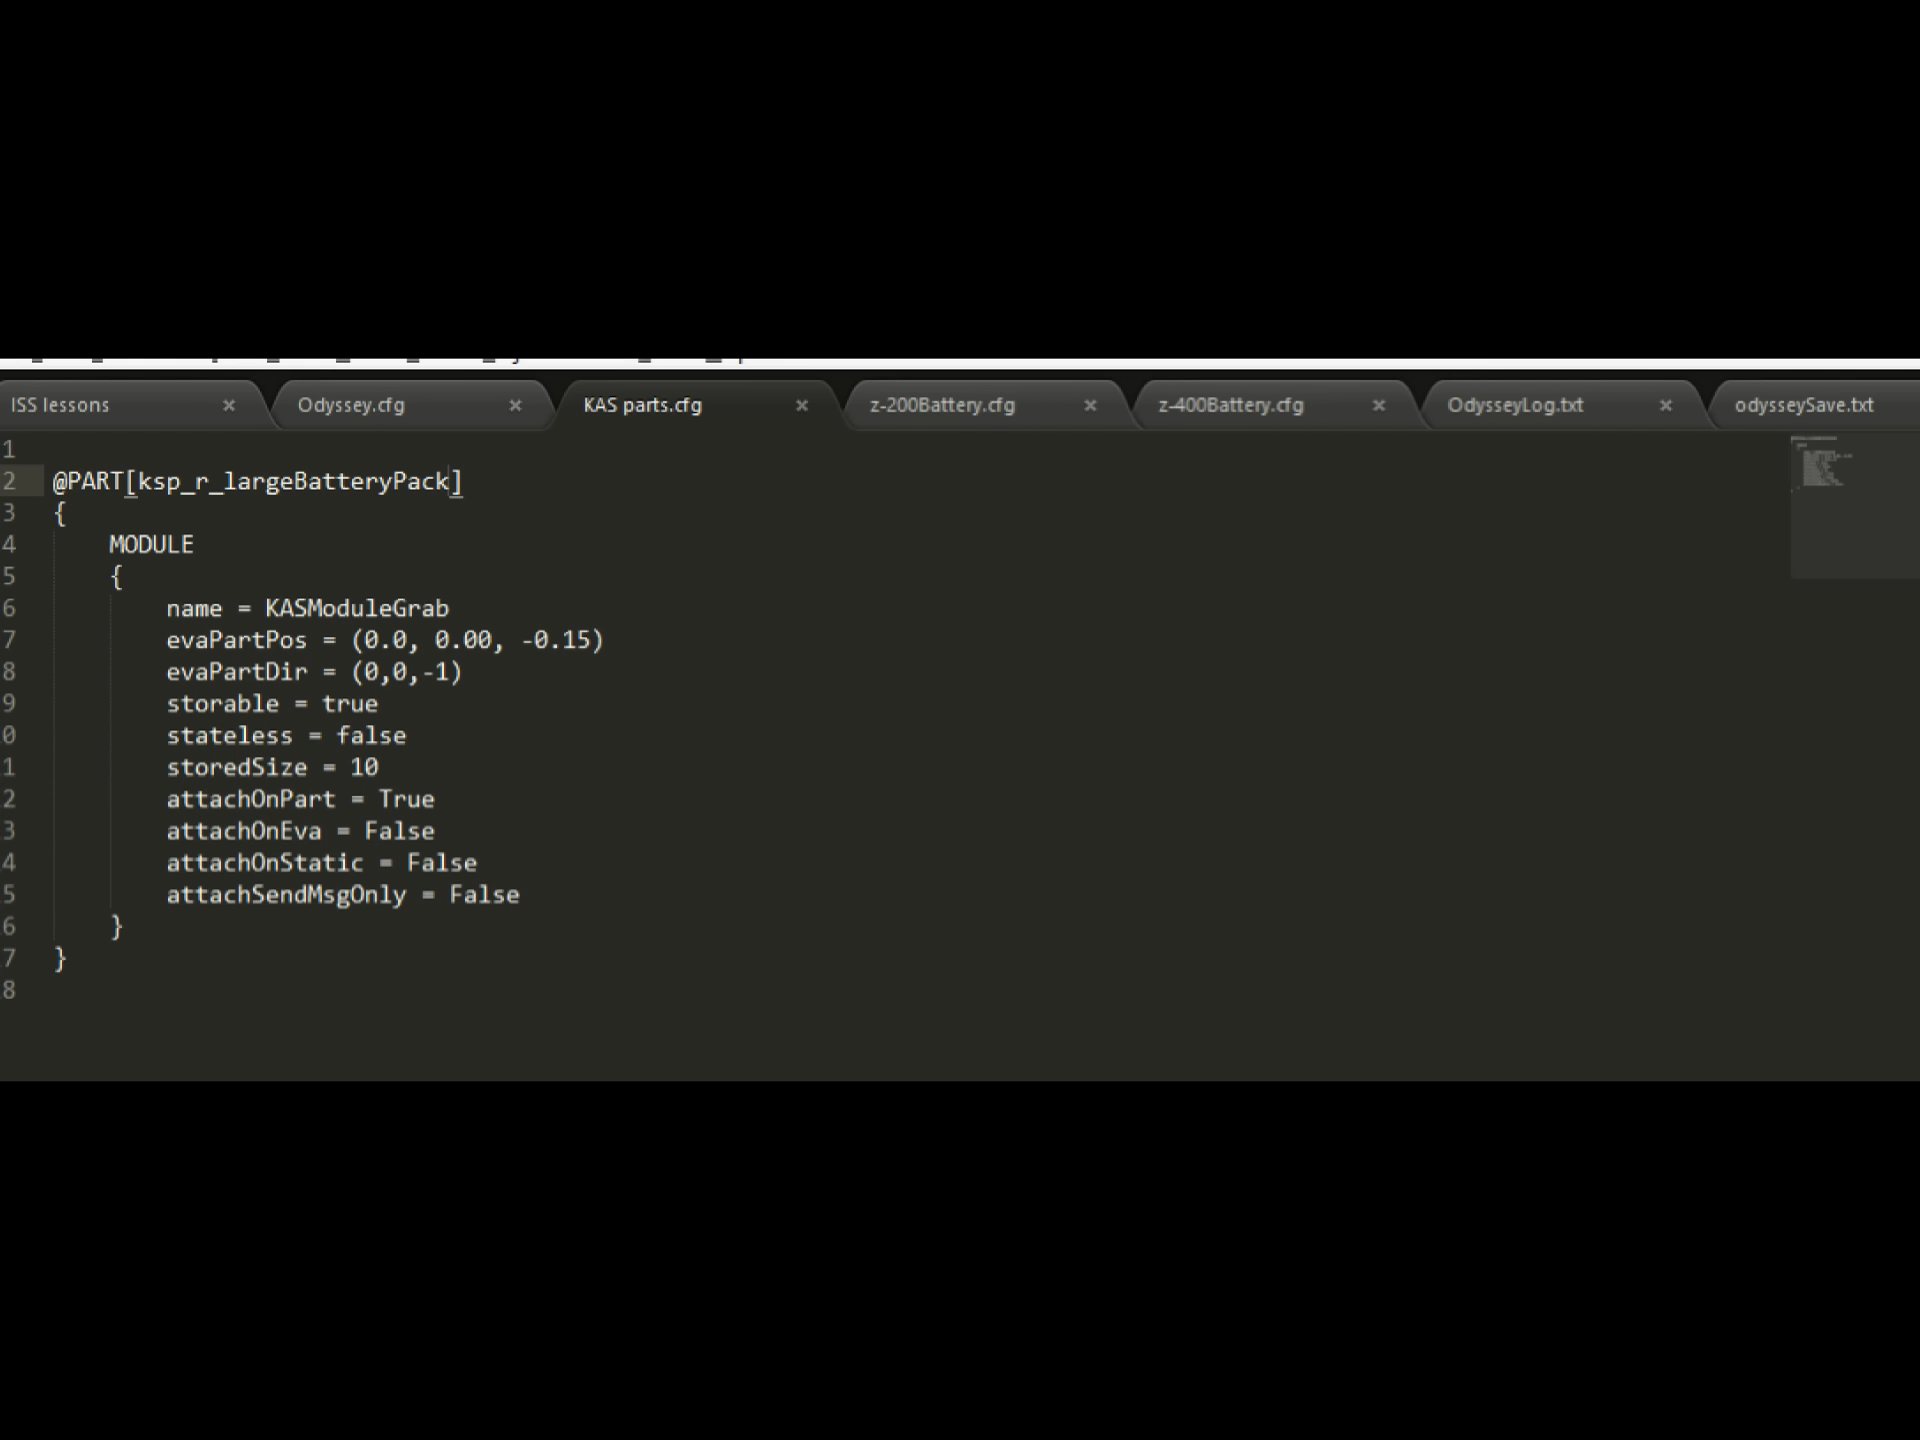 ISS lessons × Odyssey.cfg × KAS parts.cfg × z-200Battery.cfg × z-400Battery.cfg × OdysseyLog.txt × odysseySave.txt
1
2 @PART[ksp_r_largeBatteryPack]
3 {
4 MODULE
5 {
6 name = KASModuleGrab
7 evaPartPos = (0.0, 0.00, -0.15)
8 evaPartDir = (0,0,-1)
9 storable = true
0 stateless = false
1 storedSize = 10
2 attachOnPart = True
3 attachOnEva = False
4 attachOnStatic = False
5 attachSendMsgOnly = False
6 }
7 }
8